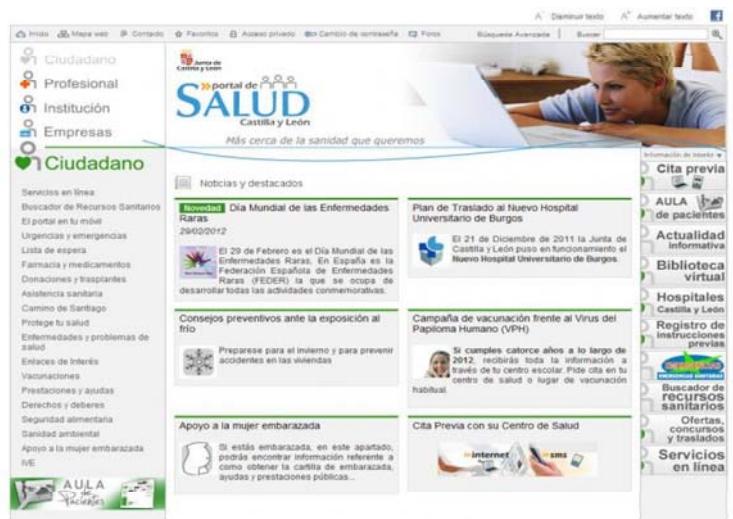 A⁻ Disminuir texto A⁺ Aumentar texto
Inicio Mapa web Contacto Favoritos Acceso privado Cambio de contraseña Foros Búsqueda Avanzada Buscar
Ciudadano
Profesional
Institución
Empresas
Ciudadano
Junta de
Castilla y León
portal de
SALUD
Castilla y León
Más cerca de la sanidad que queremos
Servicios en línea
Buscador de Recursos Sanitarios
El portal en tu móvil
Urgencias y emergencias
Lista de espera
Farmacia y medicamentos
Donaciones y trasplantes
Asistencia sanitaria
Camino de Santiago
Protege tu salud
Enfermedades y problemas de
salud
Enlaces de Interés
Vacunaciones
Prestaciones y ayudas
Derechos y deberes
Seguridad alimentaria
Sanidad ambiental
Apoyo a la mujer embarazada
IVE
AULA
de
Pacientes
Noticias y destacados
Novedad Día Mundial de las Enfermedades
Raras
29/02/2012
El 29 de Febrero es el Día Mundial de las
Enfermedades Raras, En España es la
Federación Española de Enfermedades
Raras (FEDER) la que se ocupa de
desarrollar todas las actividades conmemorativas.
Plan de Traslado al Nuevo Hospital
Universitario de Burgos
El 21 de Diciembre de 2011 la Junta de
Castilla y León puso en funcionamiento el
Nuevo Hospital Universitario de Burgos.
Consejos preventivos ante la exposición al
frío
Preparese para el invierno y para prevenir
accidentes en las viviendas
Campaña de vacunación frente al Virus del
Papiloma Humano (VPH)
Si cumples catorce años a lo largo de
2012, recibirás toda la información a
través de tu centro escolar. Pide cita en tu
centro de salud o lugar de vacunación
habitual.
Apoyo a la mujer embarazada
Si estás embarazada, en este apartado,
podrás encontrar información referente a
como obtener la cartilla de embarazada,
ayudas y prestaciones públicas...
Cita Previa con su Centro de Salud
internet sms
Información de Interés
Cita previa
AULA
de pacientes
Actualidad
informativa
Biblioteca
virtual
Hospitales
Castilla y León
Registro de
instrucciones
previas
EMERGENCIAS SANITARIAS
Buscador de
recursos
sanitarios
Ofertas,
concursos
y traslados
Servicios
en línea